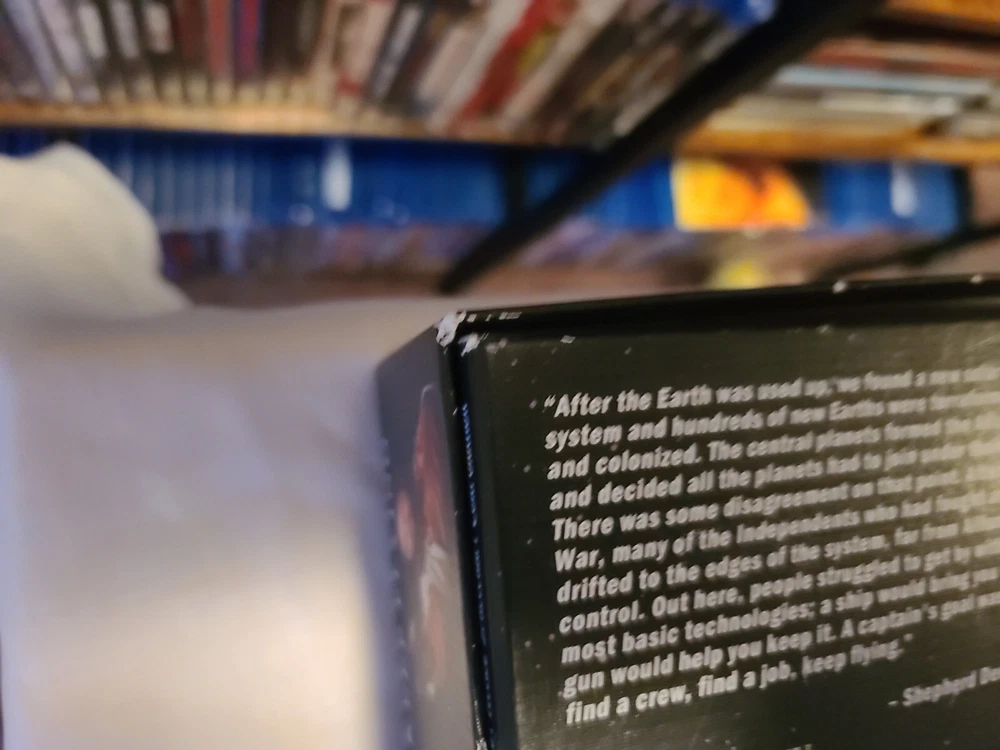 "After the Earth was used up, we found a new
system and hundreds of new Earths were
and colonized. The central planets formed the
and decided all the planets had to join under
There was some disagreement on that point.
War, many of the Independents who had fought
drifted to the edges of the system, far from
control. Out here, people struggled to get by with
most basic technologies; a ship would bring you
gun would help you keep it. A captain's goal
find a crew, find a job, keep flying."
- Shepherd